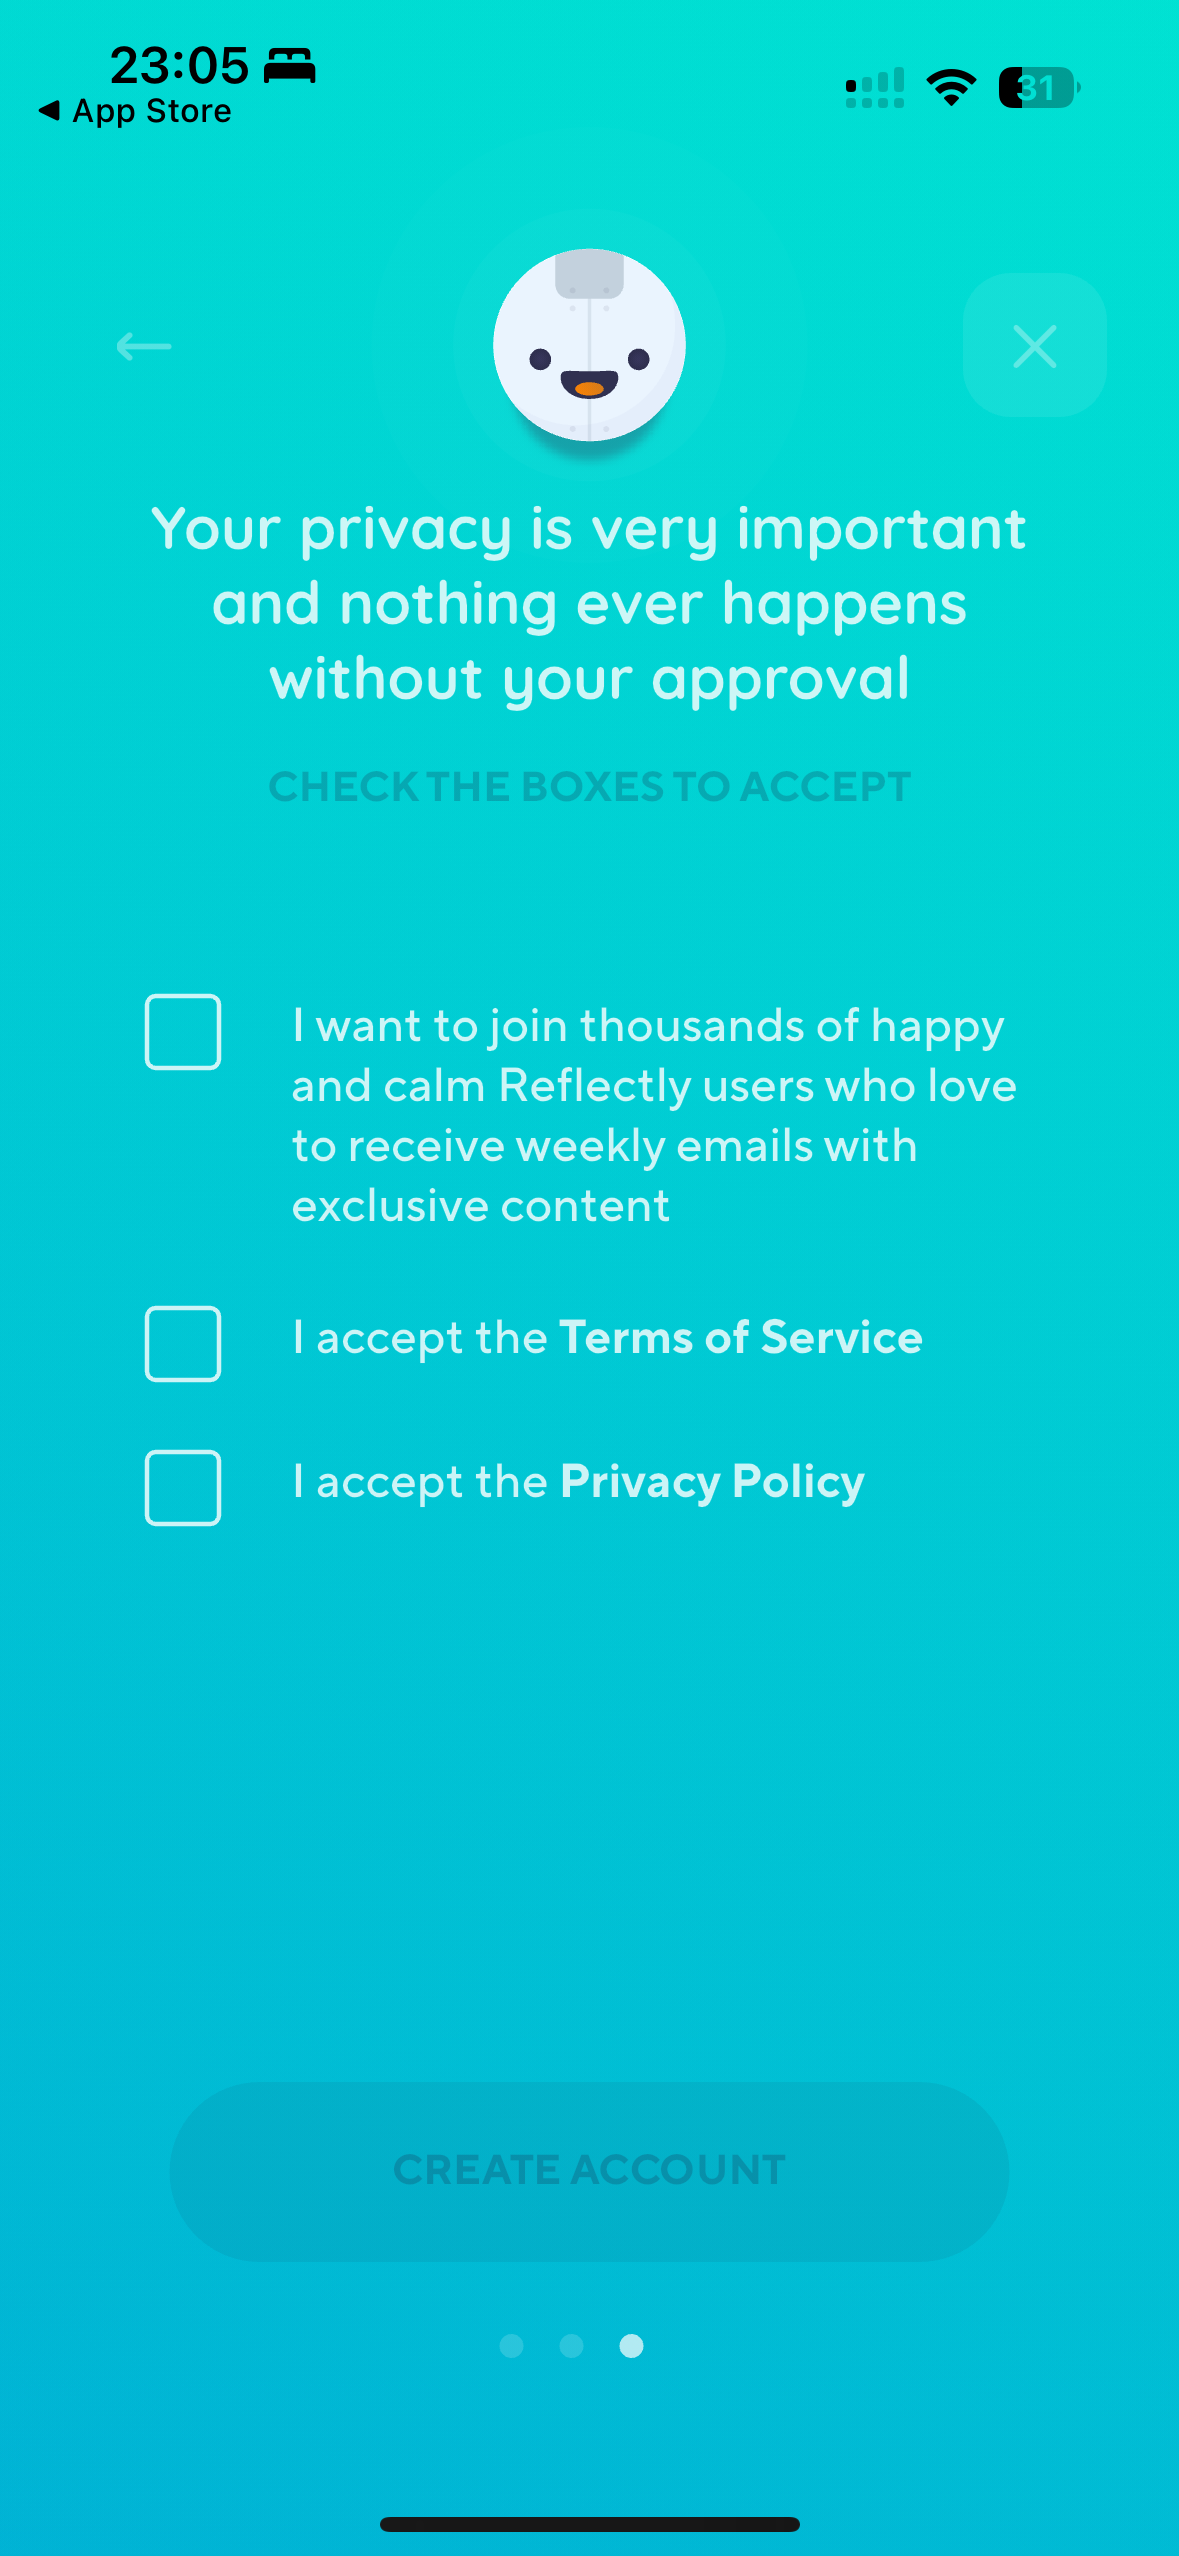 23:05
App Store
31
Your privacy is very important
and nothing ever happens
without your approval
CHECK THE BOXES TO ACCEPT
I want to join thousands of happy
and calm Reflectly users who love
to receive weekly emails with
exclusive content
I accept the Terms of Service
I accept the Privacy Policy
CREATE ACCOUNT